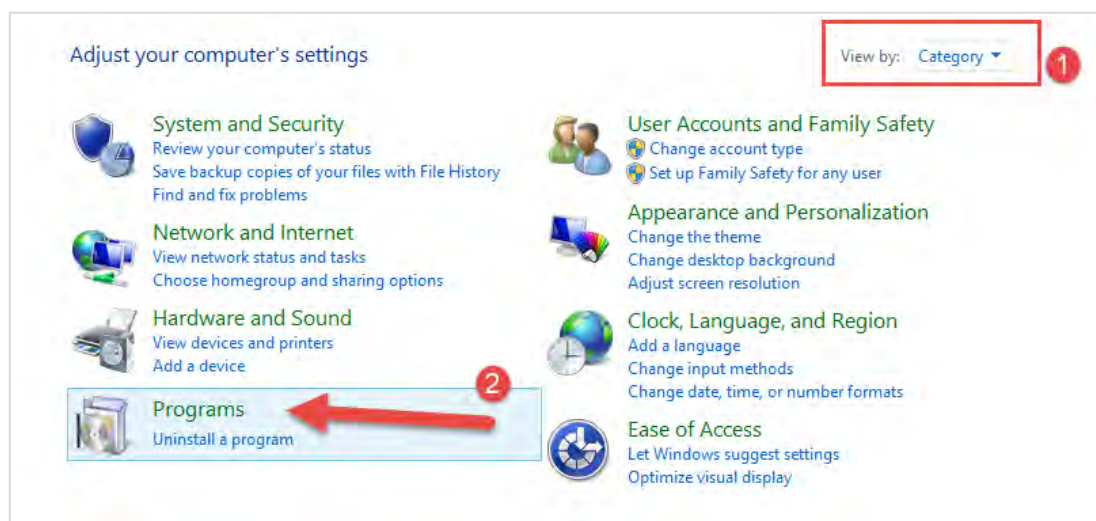 Adjust your computer's settings
View by: Category
1
System and Security
Review your computer's status
Save backup copies of your files with File History
Find and fix problems
Network and Internet
View network status and tasks
Choose homegroup and sharing options
Hardware and Sound
View devices and printers
Add a device
2
Programs
Uninstall a program
User Accounts and Family Safety
Change account type
Set up Family Safety for any user
Appearance and Personalization
Change the theme
Change desktop background
Adjust screen resolution
Clock, Language, and Region
Add a language
Change input methods
Change date, time, or number formats
Ease of Access
Let Windows suggest settings
Optimize visual display